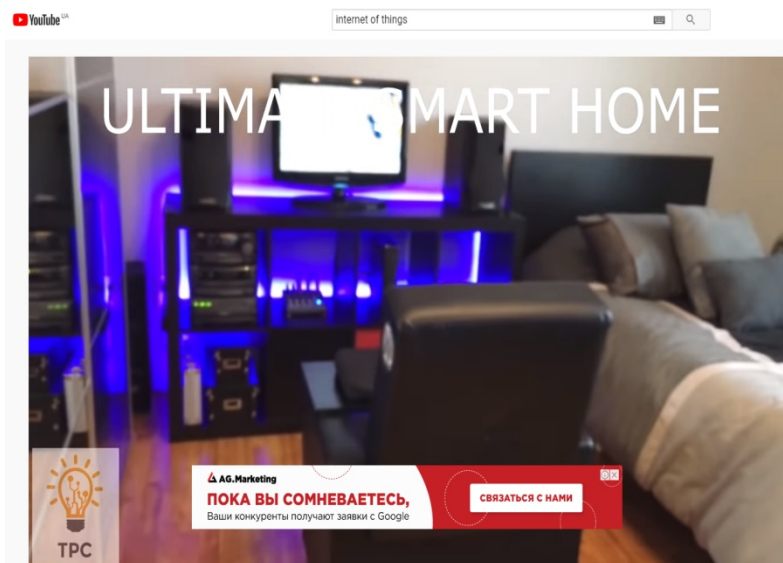 YouTube UA
internet of things
ULTIMATE SMART HOME
AG.Marketing
ПОКА ВЫ СОМНЕВАЕТЕСЬ,
Ваши конкуренты получают заявки с Google
СВЯЗАТЬСЯ С НАМИ
TPC